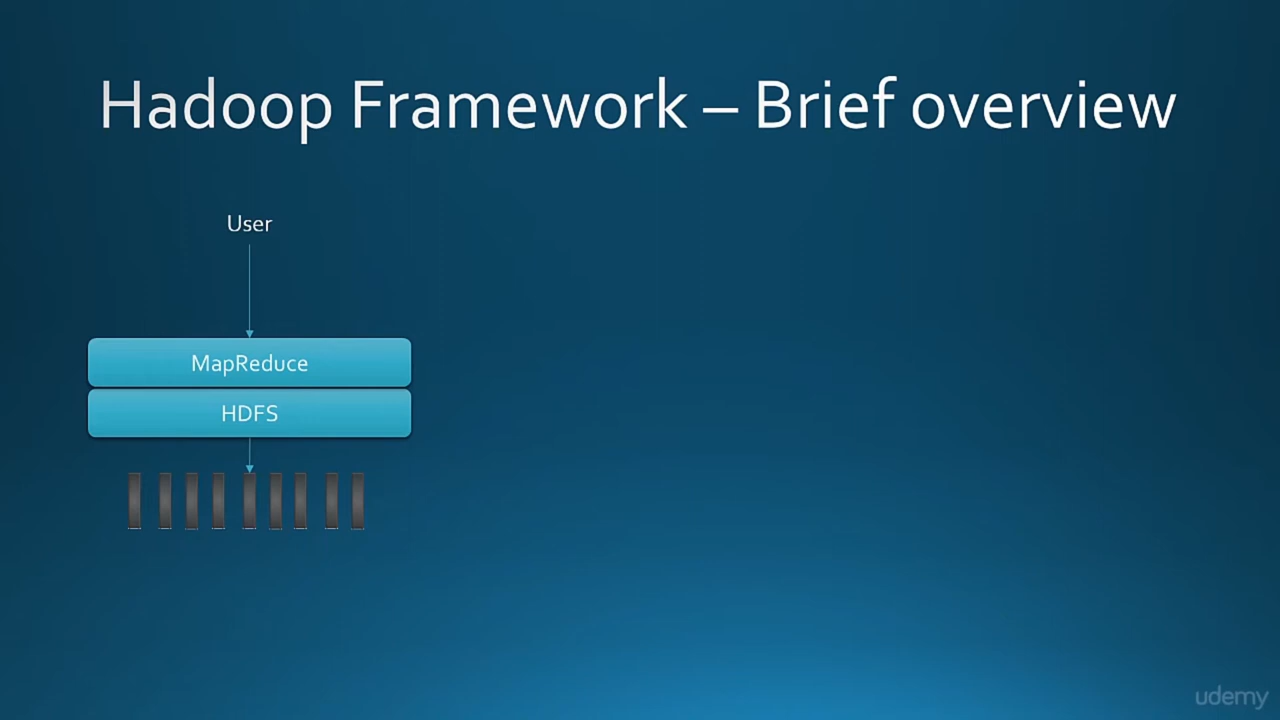 Hadoop Framework – Brief overview
User
MapReduce
HDFS
udemy